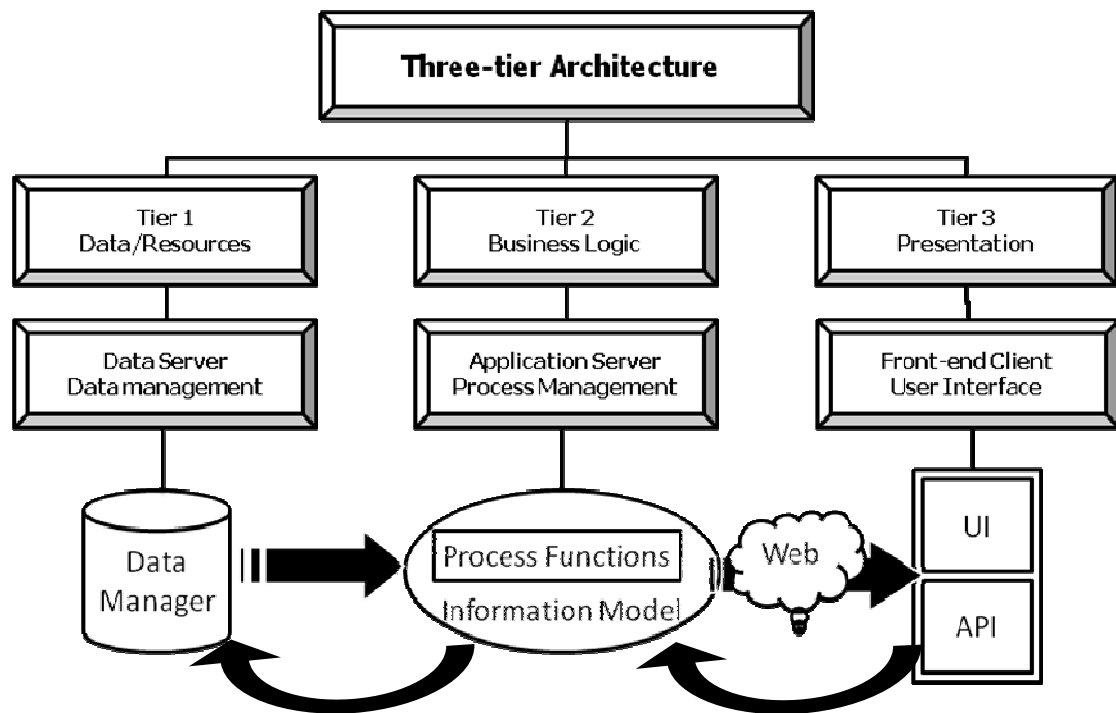 Three-tier Architecture
Tier 1
Data/Resources
Tier 2
Business Logic
Tier 3
Presentation
Data Server
Data management
Application Server
Process Management
Front-end Client
User Interface
Data
Manager
Process Functions
Information Model
Web
UI
API